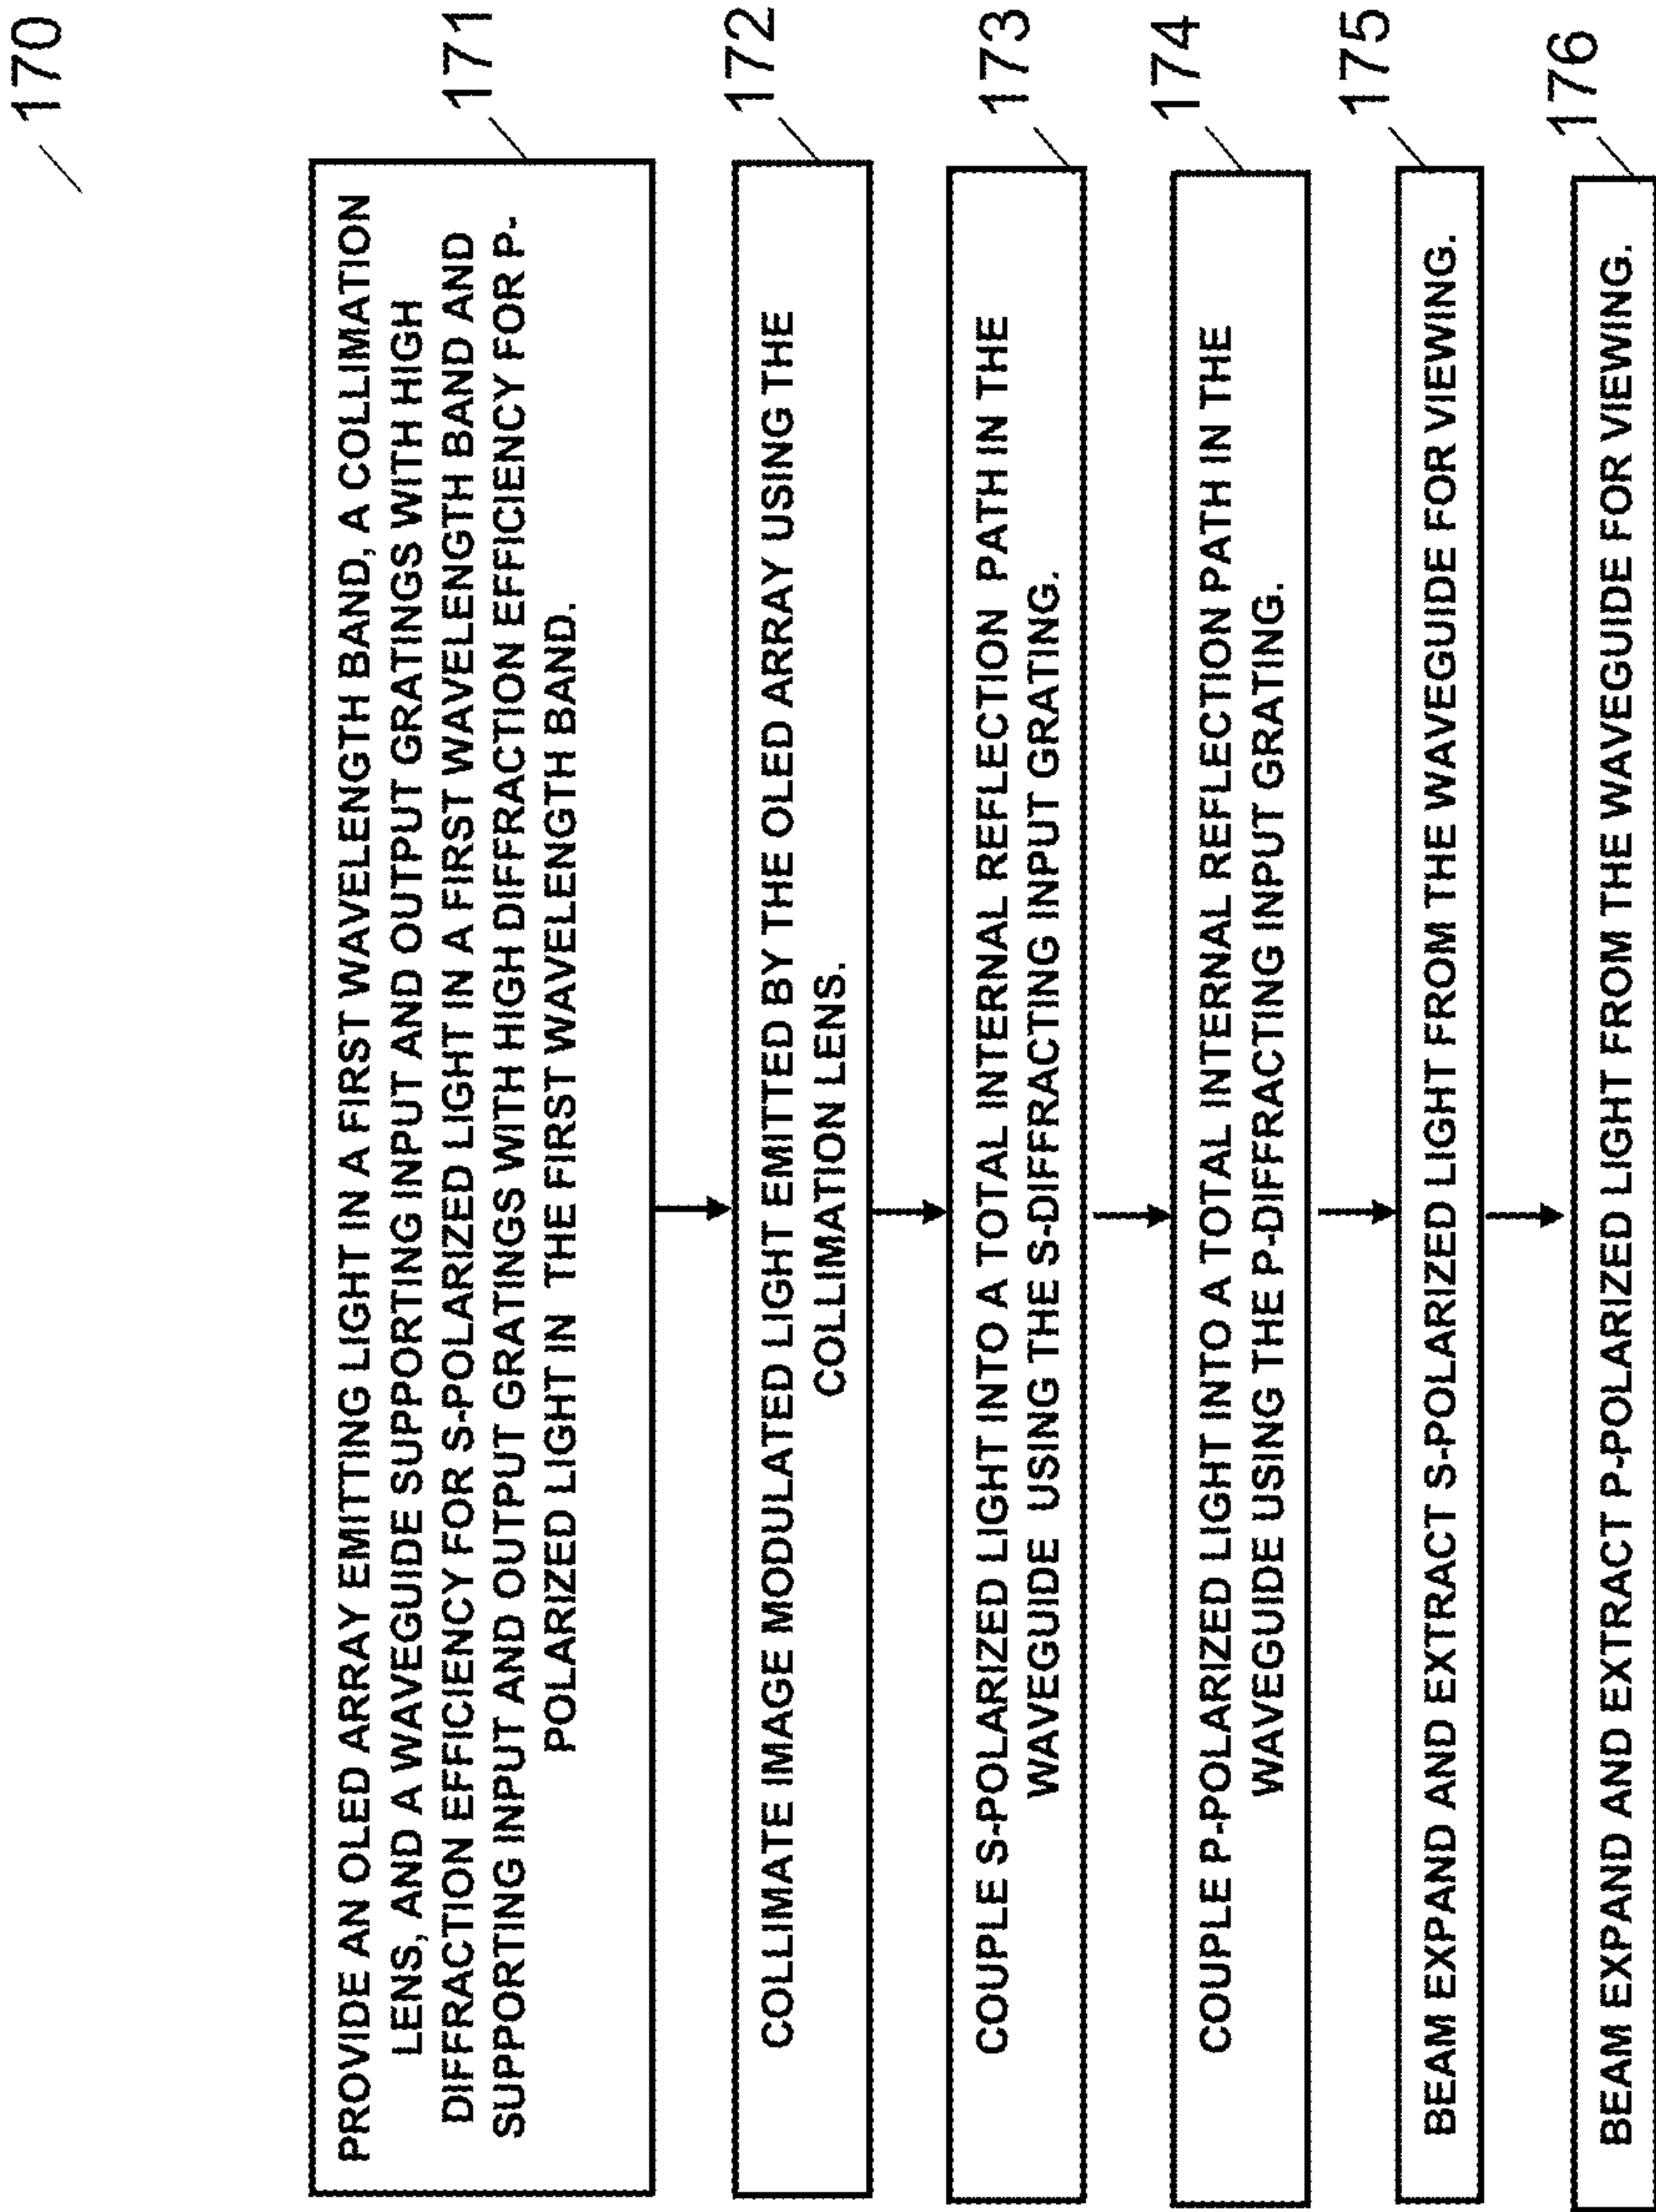 170
PROVIDE AN OLED ARRAY EMITTING LIGHT IN A FIRST WAVELENGTH BAND, A COLLIMATION
LENS, AND A WAVEGUIDE SUPPORTING INPUT AND OUTPUT GRATINGS WITH HIGH
DIFFRACTION EFFICIENCY FOR S-POLARIZED LIGHT IN A FIRST WAVELENGTH BAND AND
SUPPORTING INPUT AND OUTPUT GRATINGS WITH HIGH DIFFRACTION EFFICIENCY FOR P-
POLARIZED LIGHT IN THE FIRST WAVELENGTH BAND.
171
COLLIMATE IMAGE MODULATED LIGHT EMITTED BY THE OLED ARRAY USING THE
COLLIMATION LENS.
172
COUPLE S-POLARIZED LIGHT INTO A TOTAL INTERNAL REFLECTION PATH IN THE
WAVEGUIDE USING THE S-DIFFRACTING INPUT GRATING.
173
COUPLE P-POLARIZED LIGHT INTO A TOTAL INTERNAL REFLECTION PATH IN THE
WAVEGUIDE USING THE P-DIFFRACTING INPUT GRATING.
174
BEAM EXPAND AND EXTRACT S-POLARIZED LIGHT FROM THE WAVEGUIDE FOR VIEWING.
175
BEAM EXPAND AND EXTRACT P-POLARIZED LIGHT FROM THE WAVEGUIDE FOR VIEWING.
176